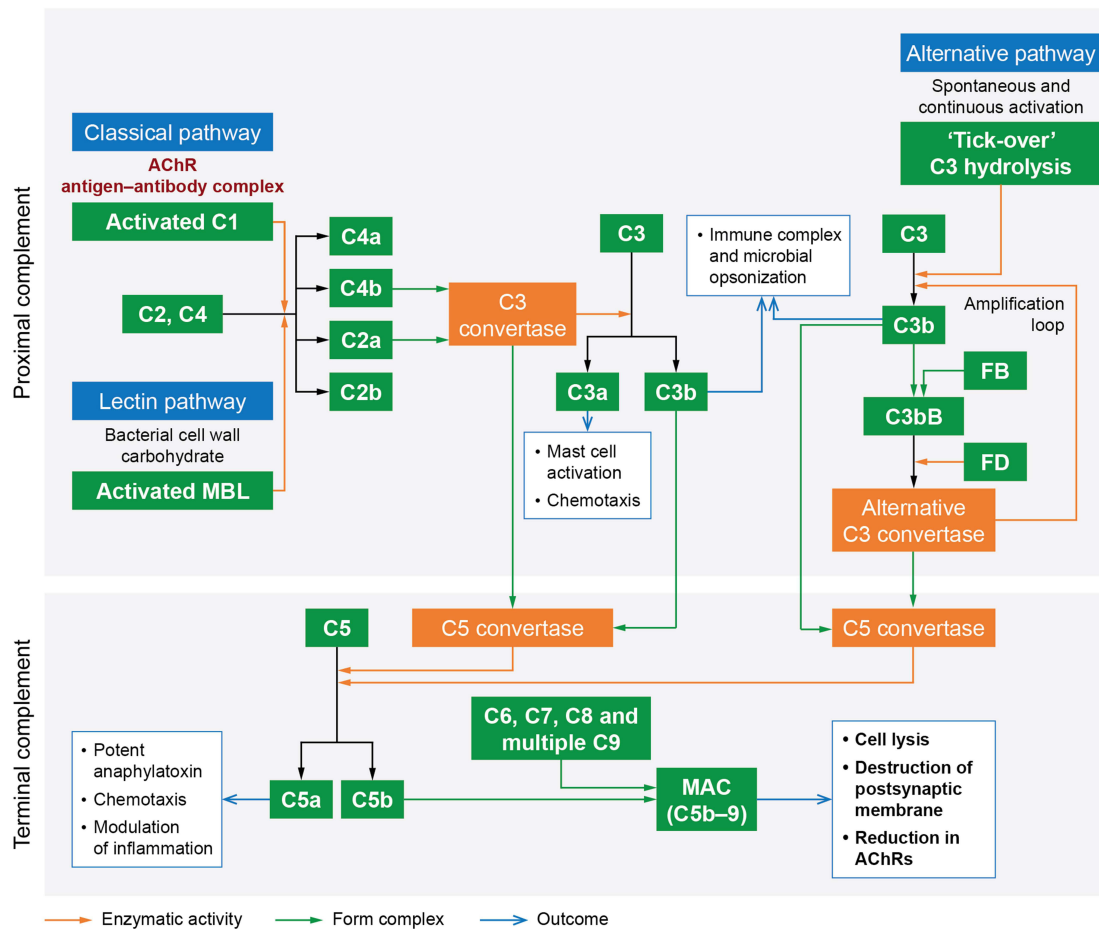 Proximal complement
Classical pathway
AChR
antigen–antibody complex
Activated C1
C2, C4
Lectin pathway
Bacterial cell wall
carbohydrate
Activated MBL
C4a
C4b
C2a
C2b
C3
convertase
C3
C3a
C3b
• Mast cell
activation
• Chemotaxis
• Immune complex
and microbial
opsonization
Alternative pathway
Spontaneous and
continuous activation
‘Tick-over’
C3 hydrolysis
C3
Amplification
loop
C3b
FB
C3bB
FD
Alternative
C3 convertase
Terminal complement
C5
C5 convertase
C5 convertase
C6, C7, C8 and
multiple C9
• Potent
anaphylatoxin
• Chemotaxis
• Modulation
of inflammation
C5a
C5b
MAC
(C5b–9)
• Cell lysis
• Destruction of
postsynaptic
membrane
• Reduction in
AChRs
Enzymatic activity
Form complex
Outcome